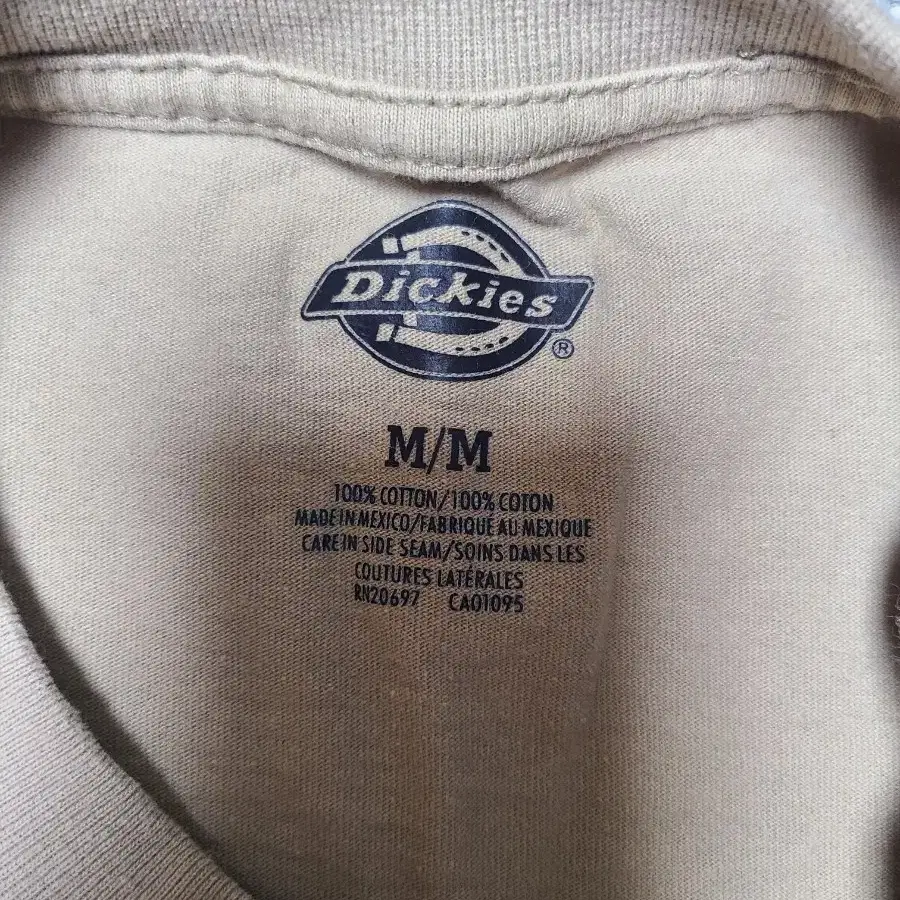 Dickies
®
M/M
100% COTTON/100% COTON
MADE IN MEXICO/FABRIQUÉ AU MEXIQUE
CARE IN SIDE SEAM/SOINS DANS LES
COUTURES LATÉRALES
RN20697 CA01095